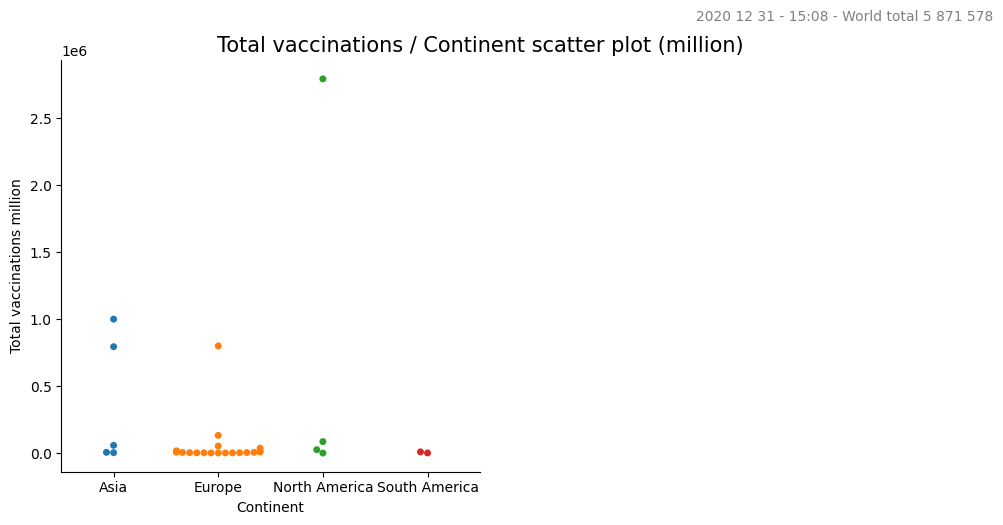 2020 12 31 - 15:08 - World total 5 871 578
Total vaccinations / Continent scatter plot (million)
1e6
2.5
2.0
1.5
1.0
0.5
0.0
Total vaccinations million
Asia Europe North America South America
Continent